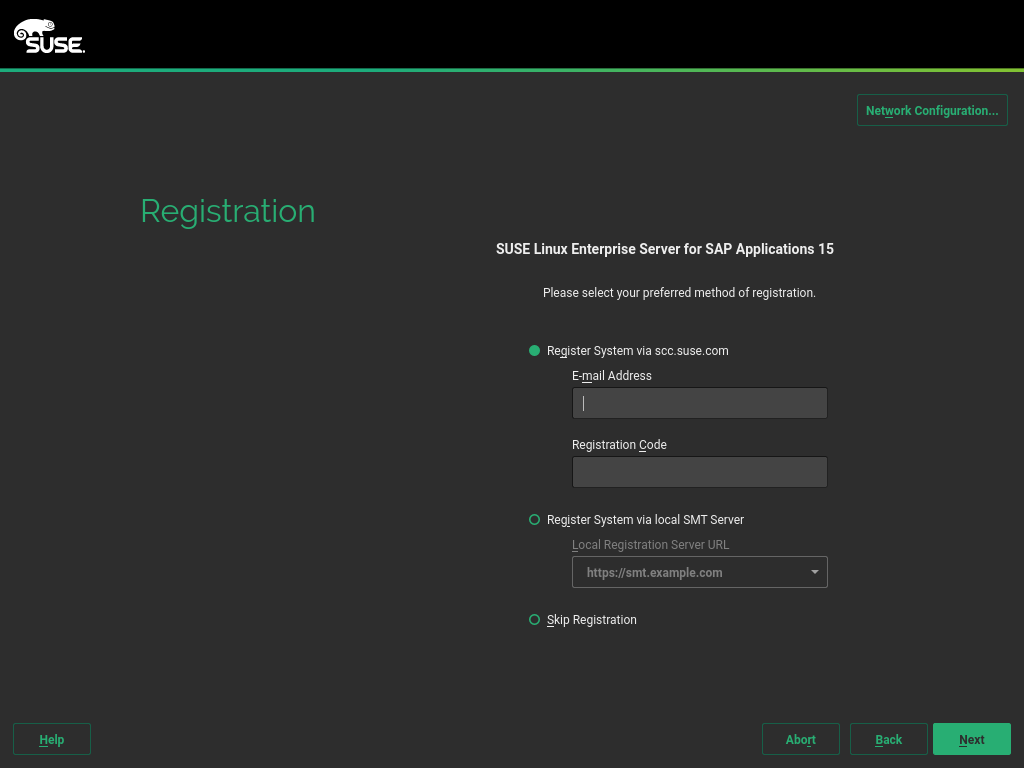 SUSE.
Network Configuration...
Registration
SUSE Linux Enterprise Server for SAP Applications 15
Please select your preferred method of registration.
Register System via scc.suse.com
E-mail Address
Registration Code
Register System via local SMT Server
Local Registration Server URL
https://smt.example.com
Skip Registration
Help
Abort
Back
Next